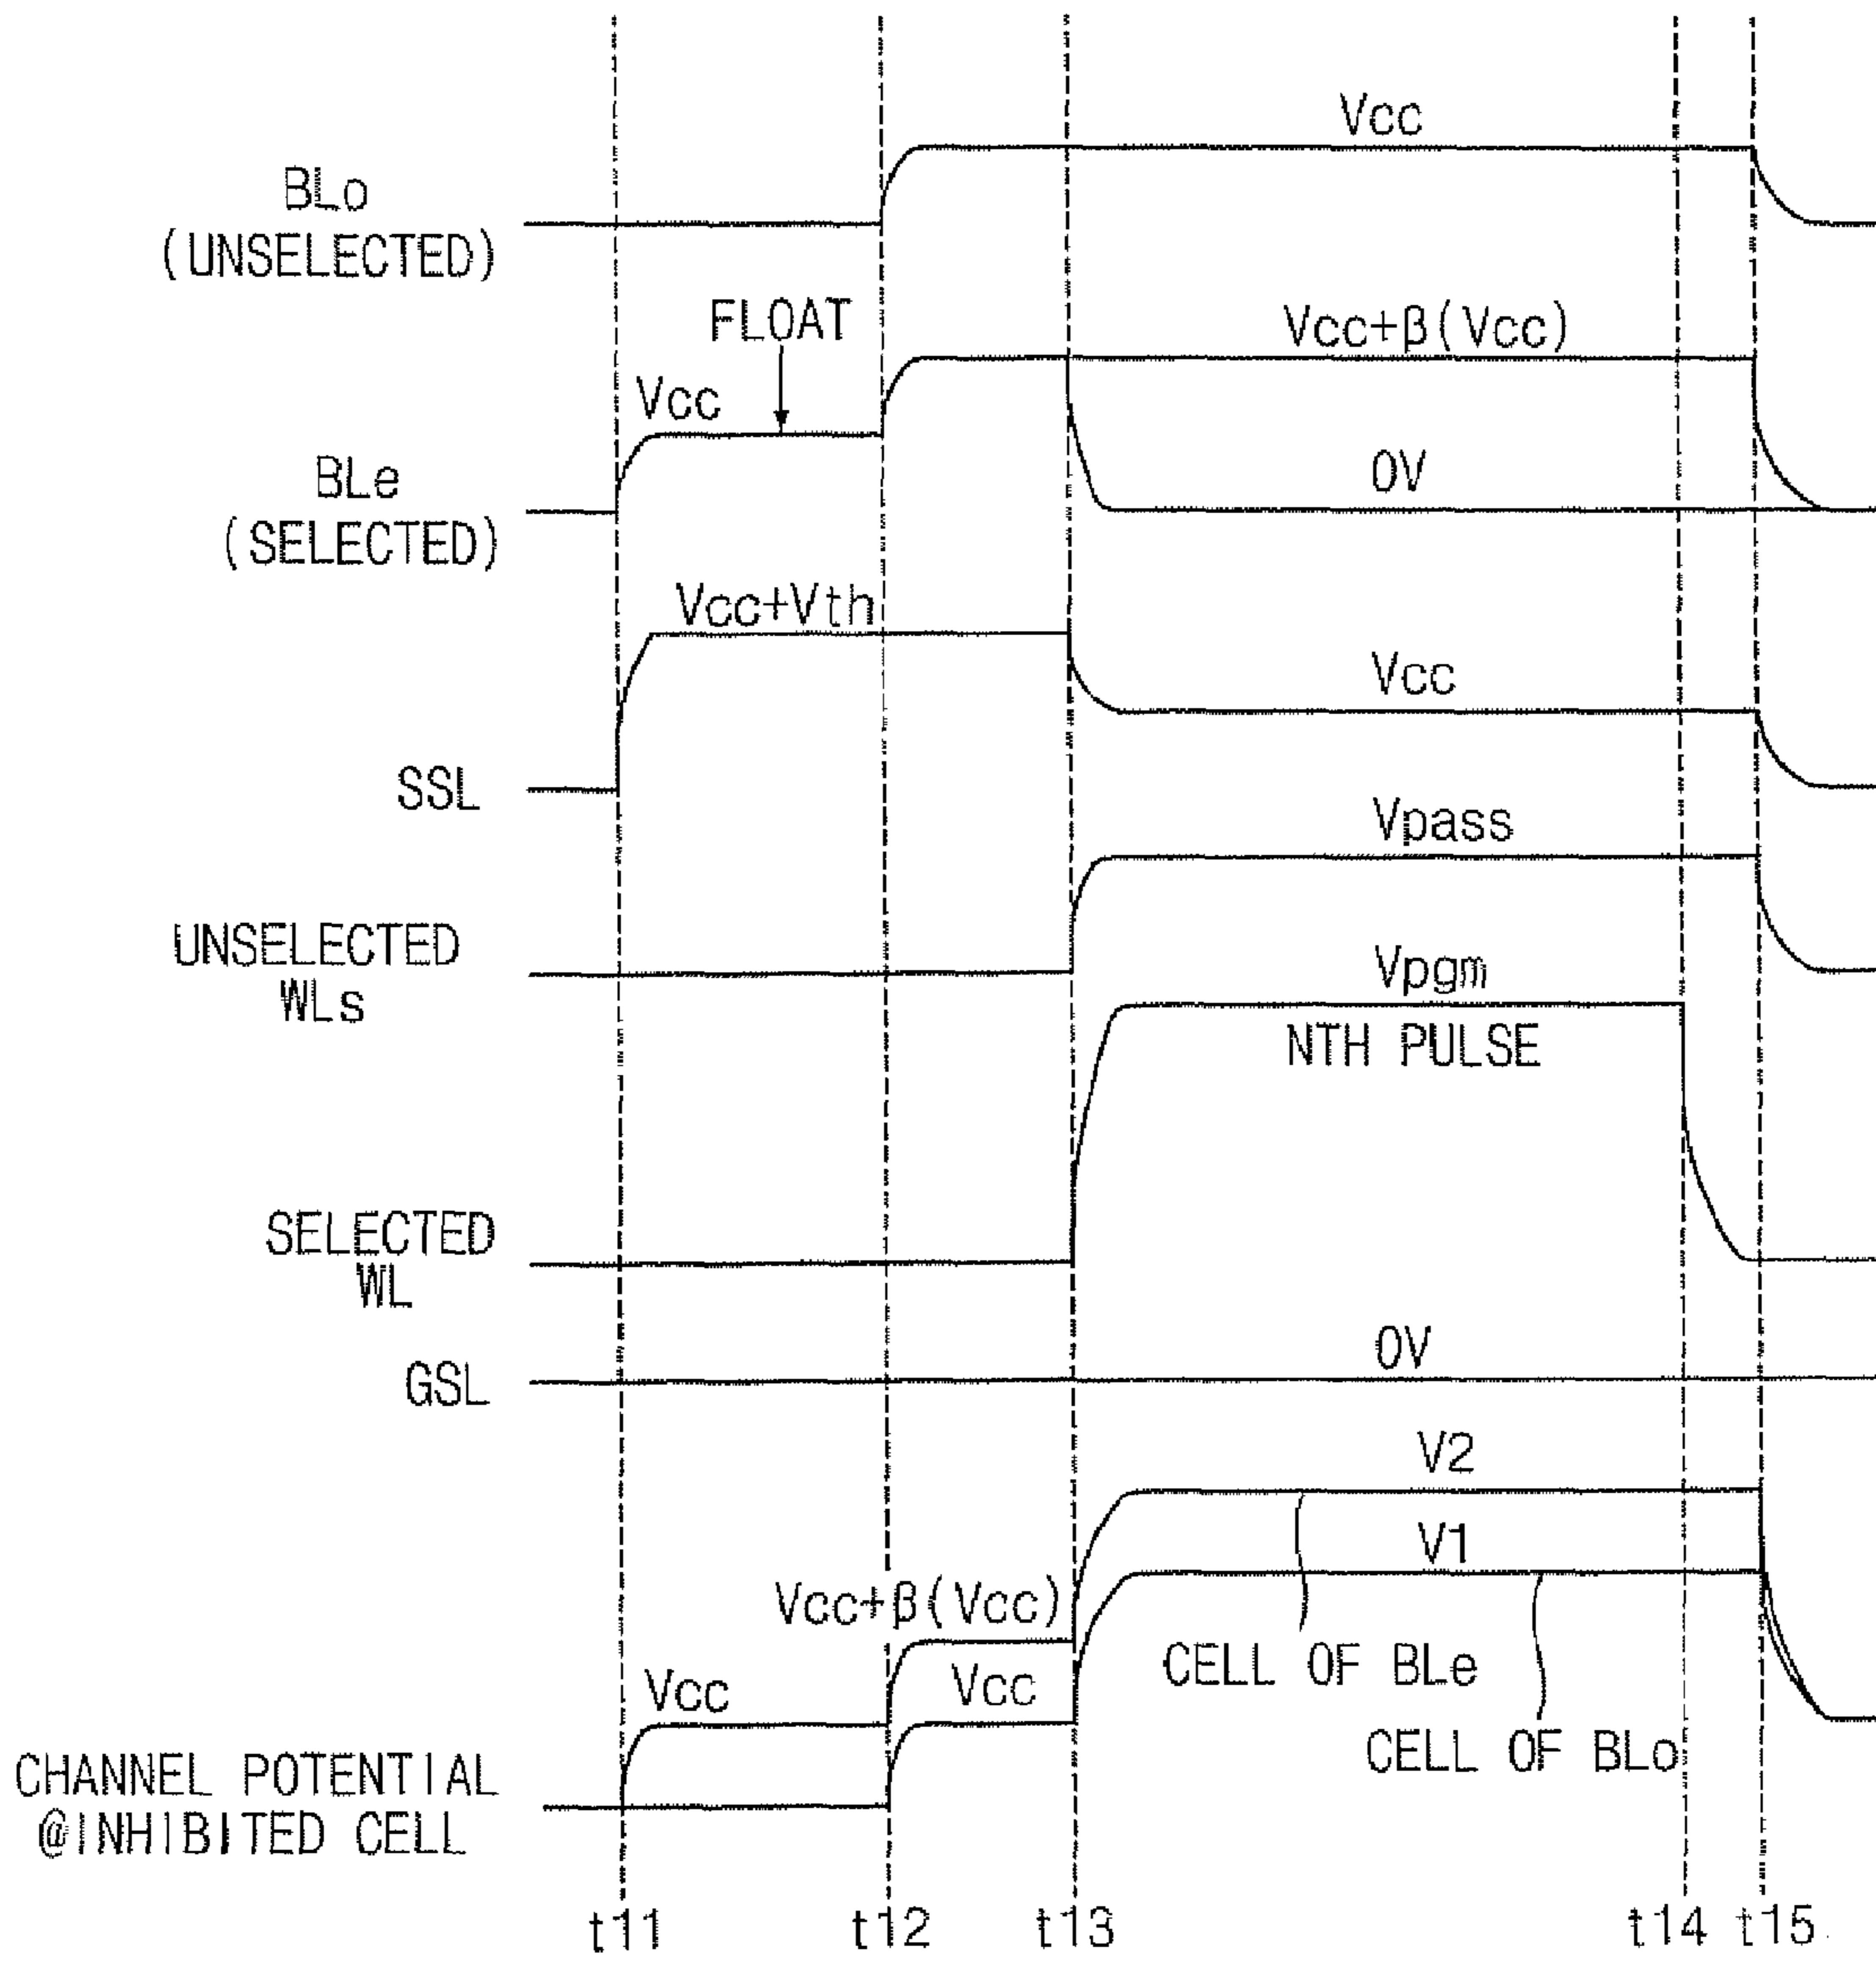 Vcc
BLo
(UNSELECTED)
FLOAT
Vcc+β(Vcc)
Vcc
BLe
(SELECTED)
0V
Vcc+Vth
Vcc
SSL
Vpass
UNSELECTED
WLs
Vpgm
NTH PULSE
SELECTED
WL
0V
GSL
V2
V1
Vcc+β(Vcc)
CELL OF BLe
Vcc
Vcc
CELL OF BLo
CHANNEL POTENTIAL
@INHIBITED CELL
t11
t12
t13
t14
t15